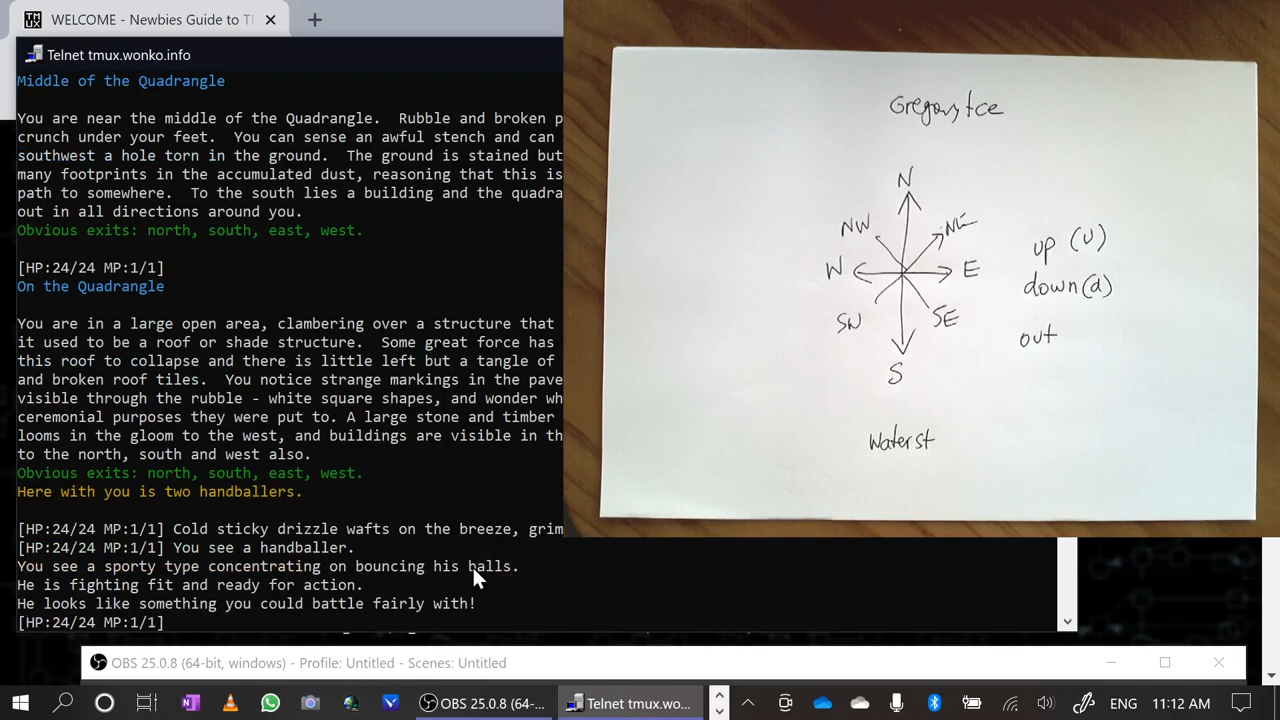 WELCOME - Newbies Guide to TM
Telnet tmux.wonko.info
Middle of the Quadrangle
You are near the middle of the Quadrangle. Rubble and broken p
crunch under your feet. You can sense an awful stench and can
southwest a hole torn in the ground. The ground is stained but
many footprints in the accumulated dust, reasoning that this is
path to somewhere. To the south lies a building and the quadra
out in all directions around you.
Obvious exits: north, south, east, west.
[HP:24/24 MP:1/1]
On the Quadrangle
You are in a large open area, clambering over a structure that
it used to be a roof or shade structure. Some great force has
this roof to collapse and there is little left but a tangle of
and broken roof tiles. You notice strange markings in the pave
visible through the rubble - white square shapes, and wonder wh
ceremonial purposes they were put to. A large stone and timber
looms in the gloom to the west, and buildings are visible in th
to the north, south and west also.
Obvious exits: north, south, east, west.
Here with you is two handballers.
[HP:24/24 MP:1/1] Cold sticky drizzle wafts on the breeze, grim
[HP:24/24 MP:1/1] You see a handballer.
You see a sporty type concentrating on bouncing his balls.
He is fighting fit and ready for action.
He looks like something you could battle fairly with!
[HP:24/24 MP:1/1]
Gregory tce
N
NW NE
W E
SW SE
S
up (u)
down (d)
out
Water st
OBS 25.0.8 (64-bit, windows) - Profile: Untitled - Scenes: Untitled
OBS 25.0.8 (64-...
Telnet tmux.wo...
ENG
11:12 AM